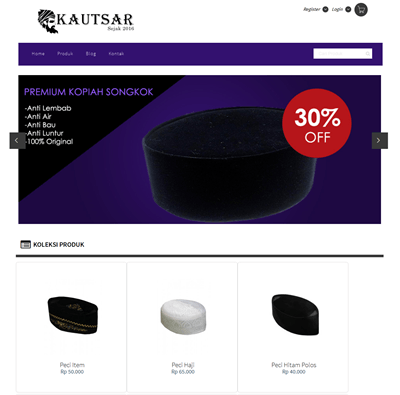 KAUTSAR
Sejak 2016
Register
Login
Home Produk Blog Kontak
PREMIUM KOPIAH SONGKOK
-Anti Lembab
-Anti Air
-Anti Bau
-Anti Luntur
-100% Original
30%
OFF
KOLEKSI PRODUK
Peci Item
Rp 50.000
Peci Haji
Rp 65,000
Peci Hitam Polos
Rp 40,000